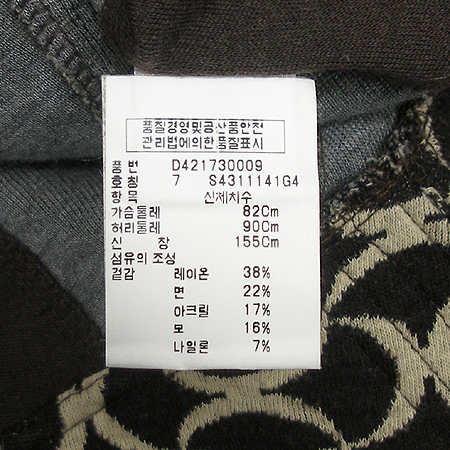 품질경영및공산품안전
관리법에의한품질표시
품 번 D421730009
호칭 7 S4311141G4
항목 신체치수
가슴둘레 82Cm
허리둘레 90Cm
신 장 155Cm
섬유의 조성
겉감 레이온 38%
면 22%
아크릴 17%
모 16%
나일론 7%